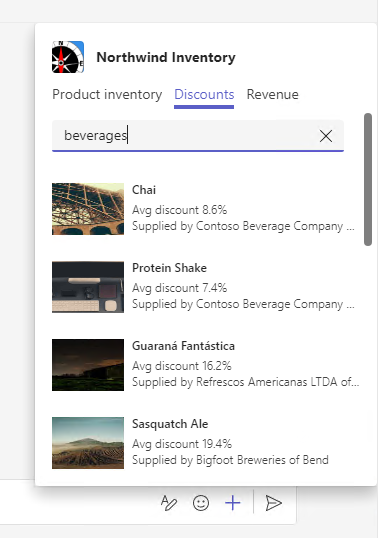 Northwind Inventory
Product inventory Discounts Revenue
beverages
Chai
Avg discount 8.6%
Supplied by Contoso Beverage Company ...
Protein Shake
Avg discount 7.4%
Supplied by Contoso Beverage Company ...
Guaraná Fantástica
Avg discount 16.2%
Supplied by Refrescos Americanas LTDA of...
Sasquatch Ale
Avg discount 19.4%
Supplied by Bigfoot Breweries of Bend